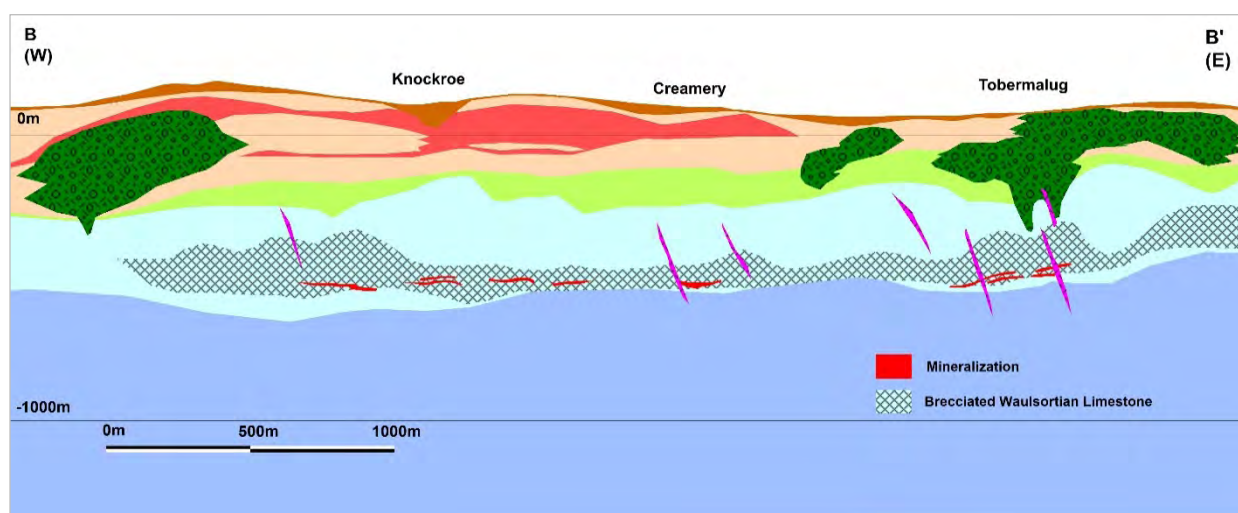 B
(W)
B'
(E)
Knockroe
Creamery
Tobermalug
0m
Mineralization
Brecciated Waulsortian Limestone
-1000m
0m 500m 1000m